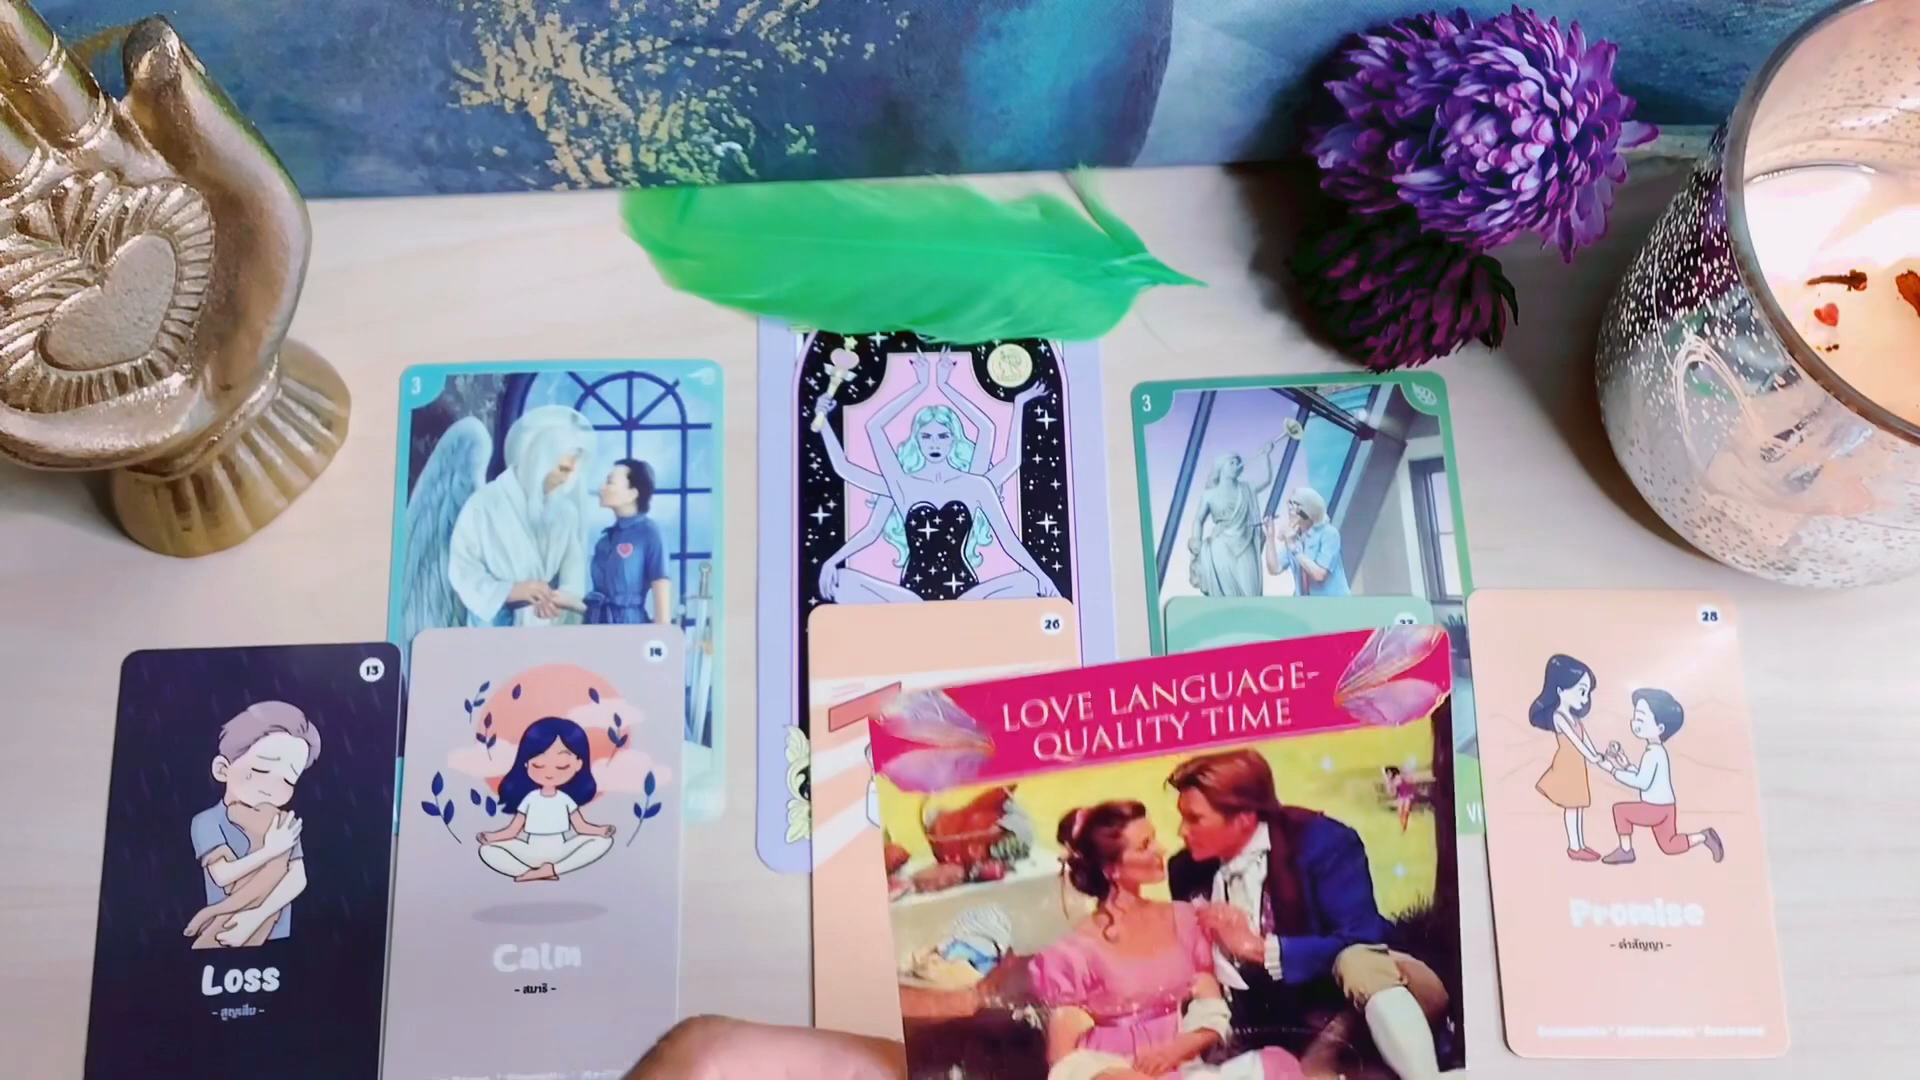 3
3
26
28
13
14
LOVE LANGUAGE-
QUALITY TIME
VI
Promise
- คำสัญญา -
Calm
- สมาธิ -
Loss
- สูญเสีย -